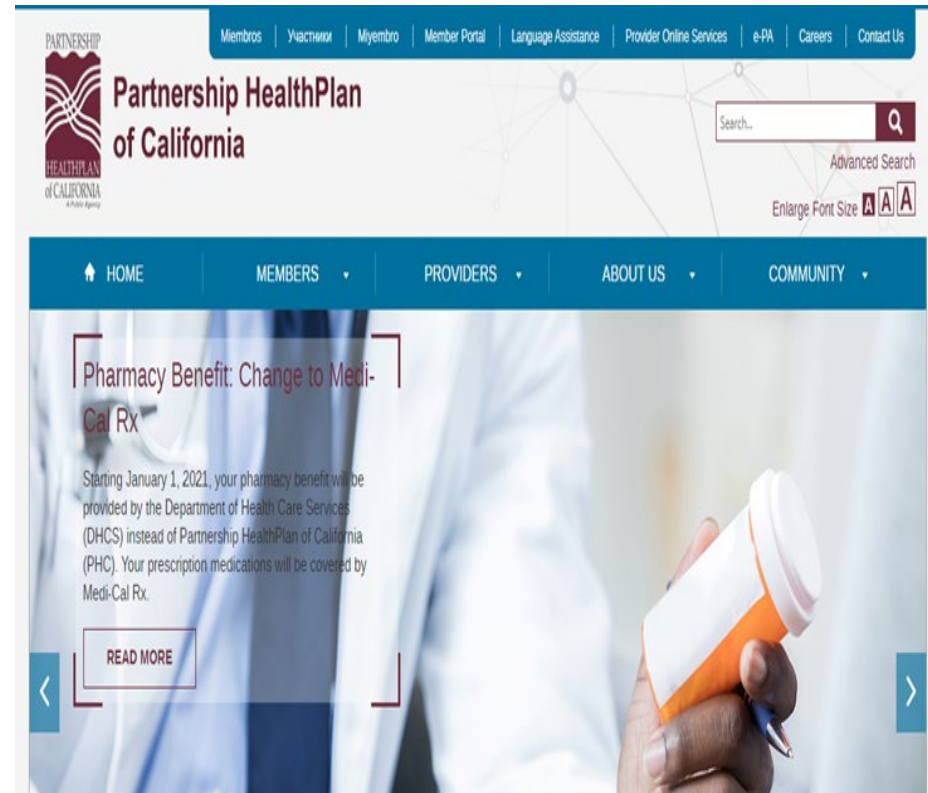 PARTNERSHIP
HEALTHPLAN
of CALIFORNIA
A Public Agency
Partnership HealthPlan
of California
Miembros
Участники
Miyembro
Member Portal
Language Assistance
Provider Online Services
e-PA
Careers
Contact Us
Search...
Advanced Search
Enlarge Font Size A A A
HOME
MEMBERS
PROVIDERS
ABOUT US
COMMUNITY
Pharmacy Benefit: Change to Medi-
Cal Rx
Starting January 1, 2021, your pharmacy benefit will be
provided by the Department of Health Care Services
(DHCS) instead of Partnership HealthPlan of California
(PHC). Your prescription medications will be covered by
Medi-Cal Rx.
READ MORE